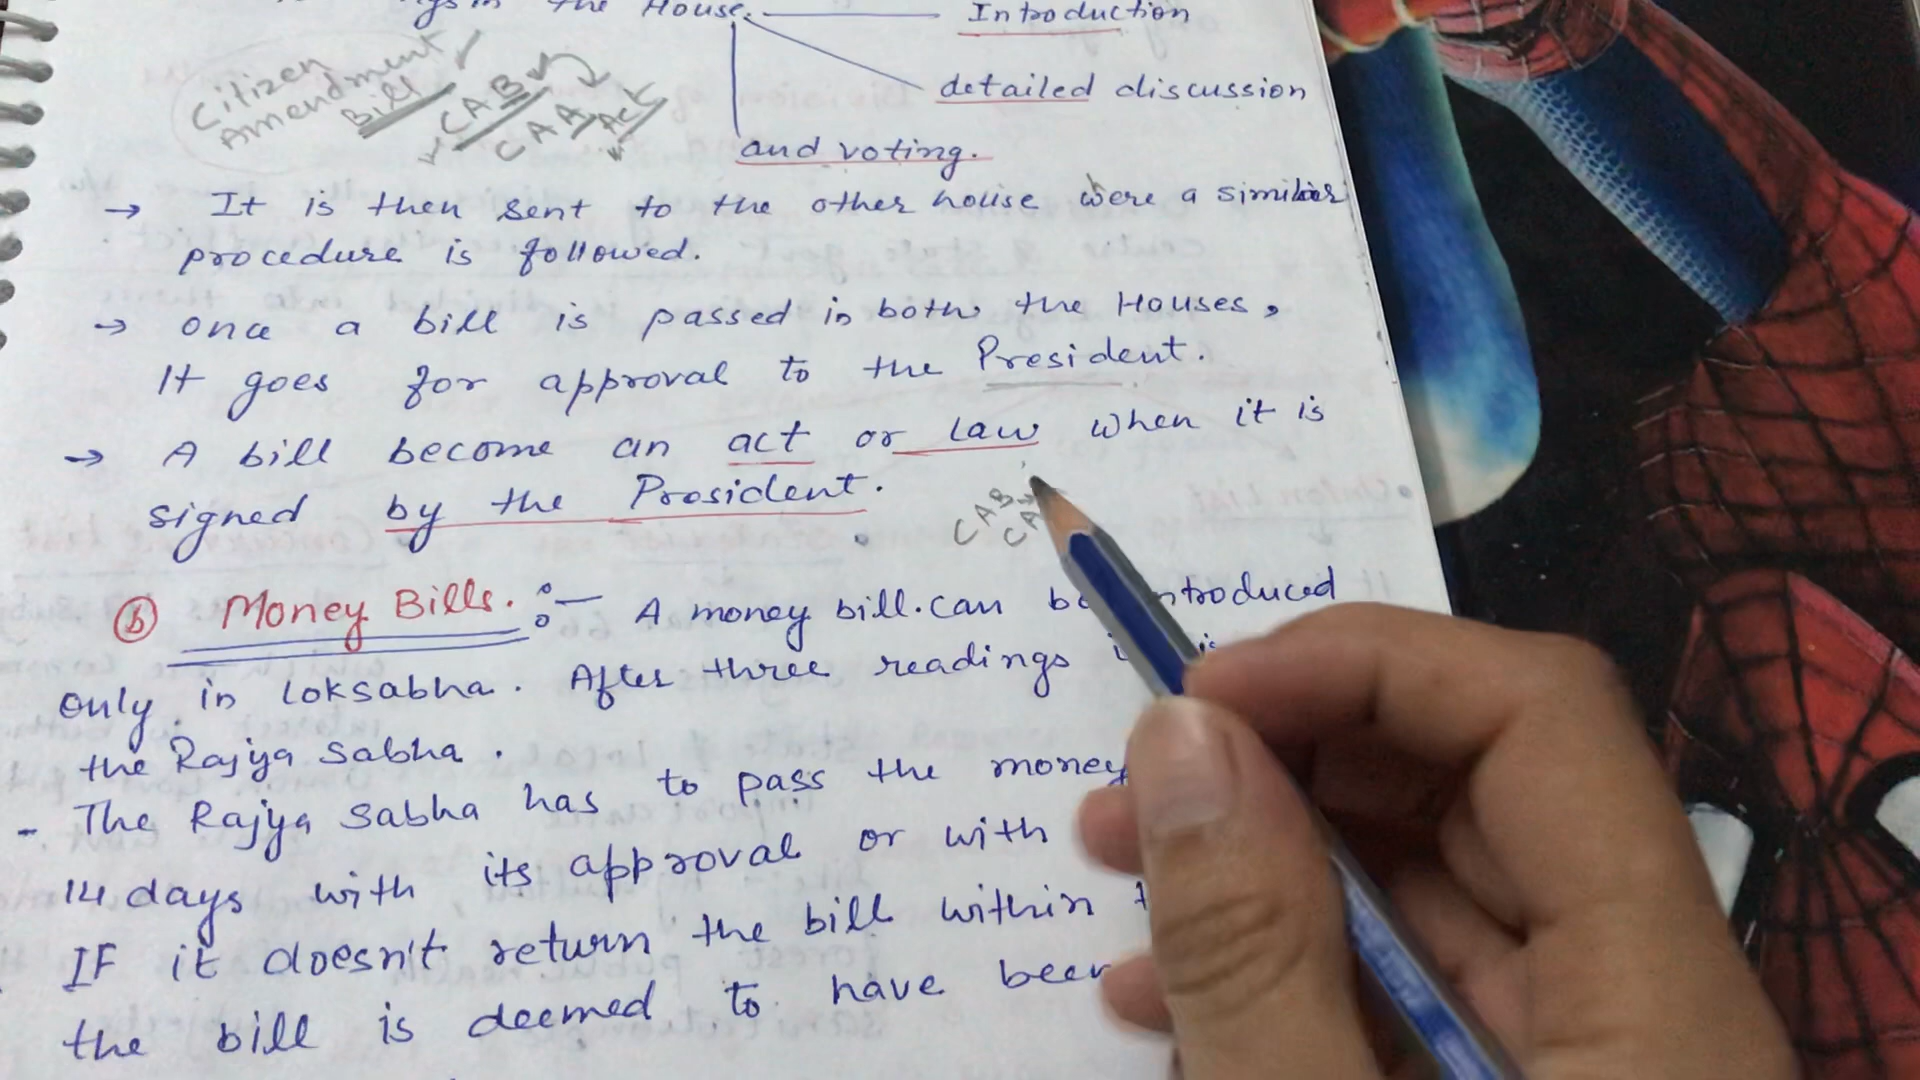 in the House. Introduction
detailed discussion
and voting.
Citizen
Amendment
Bill
CAB
CAA
Act
→ It is then sent to the other house where a similar
procedure is followed.
→ once a bill is passed in both the Houses,
It goes for approval to the President.
→ A bill become an act or law when it is
signed by the President.
CAB
CA
(b) Money Bills. :- A money bill. can be introduced
only in Loksabha. After three readings
the Rajya Sabha.
- The Rajya Sabha has to pass the money
14 days with its approval or with
IF it doesn't return the bill within
the bill is deemed to have been